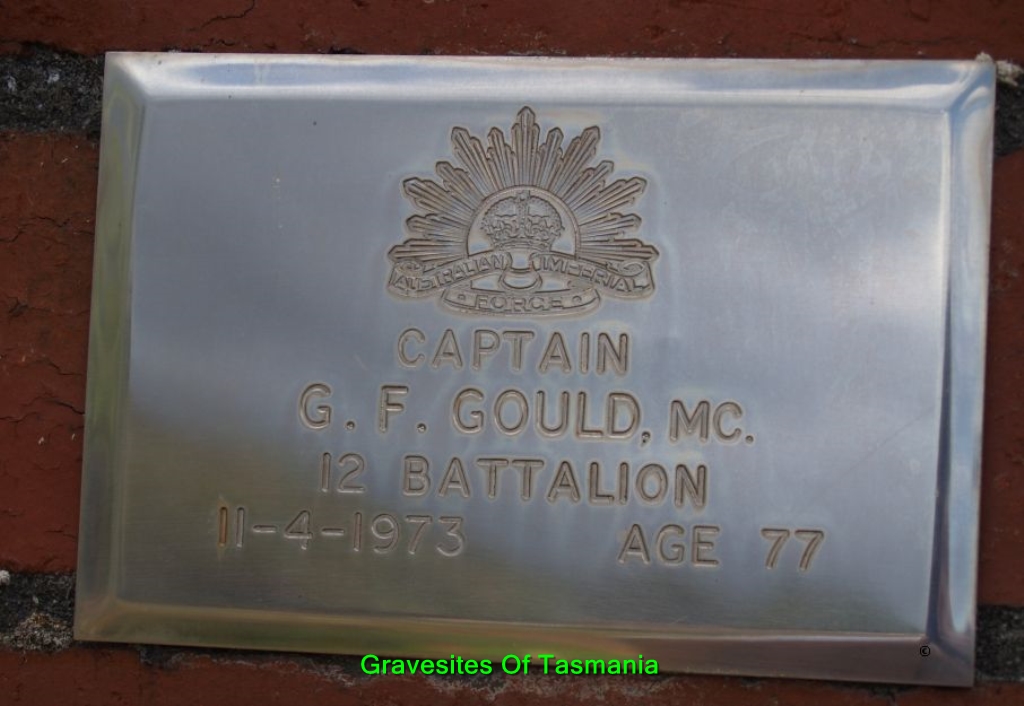 AUSTRALIAN IMPERIAL
FORCE
CAPTAIN
G. F. GOULD, MC.
12 BATTALION
11-4-1973 AGE 77
©
Gravesites Of Tasmania